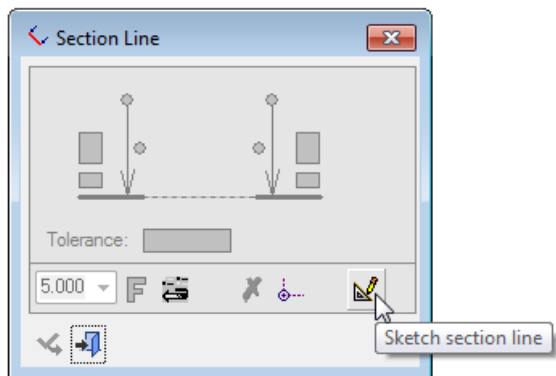 Section Line
Tolerance:
5.000
F
Sketch section line